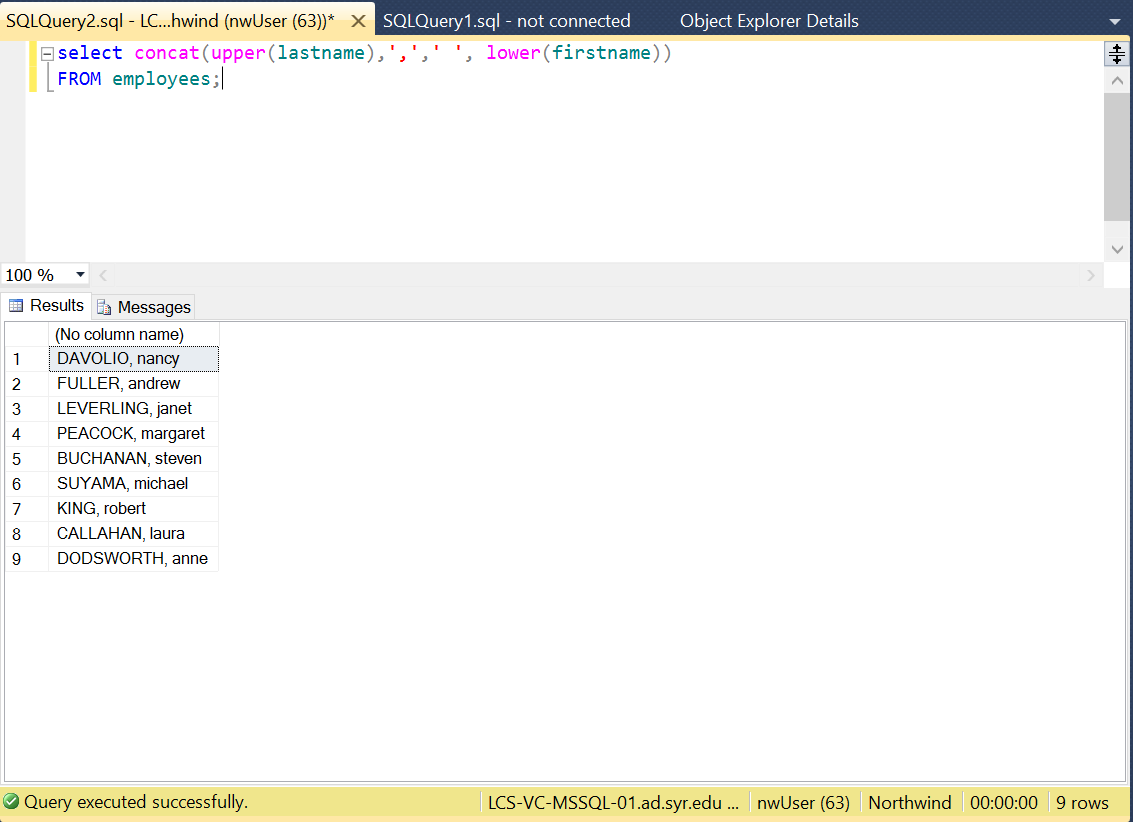 SQLQuery2.sql - LC...hwind (nwUser (63))* SQLQuery1.sql - not connected Object Explorer Details
select concat(upper(lastname),',',' ', lower(firstname))
FROM employees;
100 %
Results Messages
(No column name)
1 DAVOLIO, nancy
2 FULLER, andrew
3 LEVERLING, janet
4 PEACOCK, margaret
5 BUCHANAN, steven
6 SUYAMA, michael
7 KING, robert
8 CALLAHAN, laura
9 DODSWORTH, anne
Query executed successfully. LCS-VC-MSSQL-01.ad.syr.edu ... nwUser (63) Northwind 00:00:00 9 rows